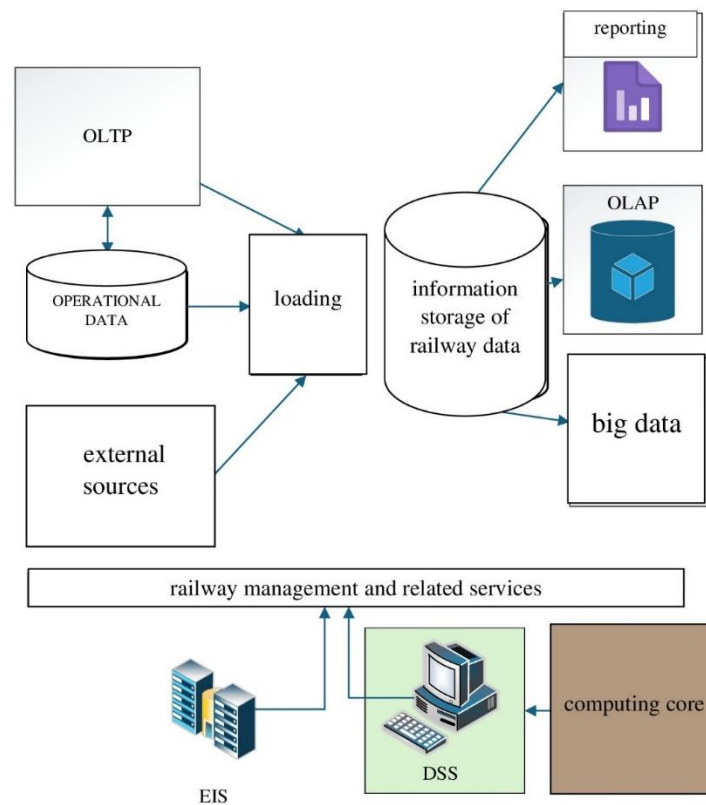 reporting
OLTP
OLAP
OPERATIONAL
DATA
loading
information
storage of
railway data
external
sources
big data
railway management and related services
computing core
DSS
EIS